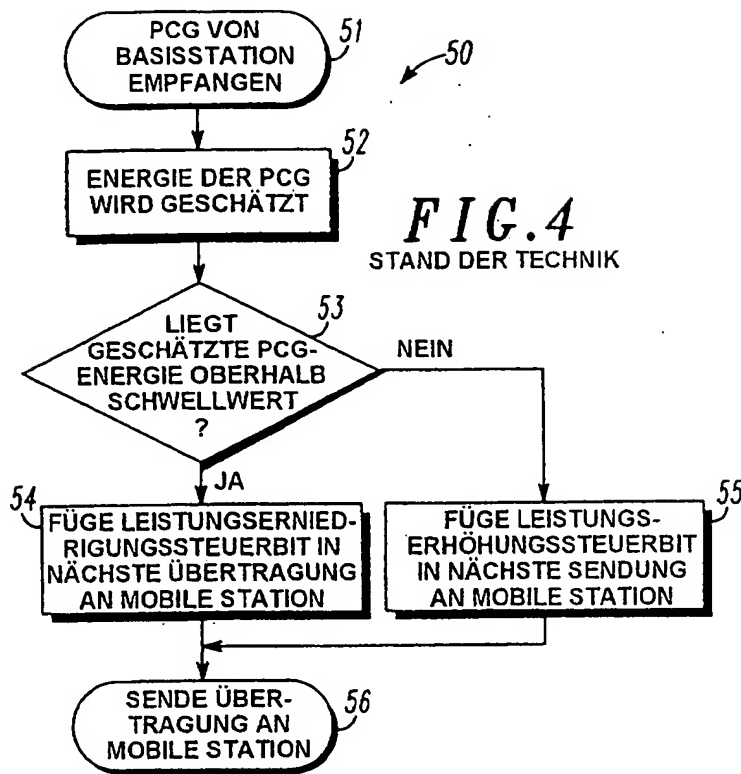 PCG VON
BASISSTATION
EMPFANGEN
51
50
52
ENERGIE DER PCG
WIRD GESCHÄTZT
FIG.4
STAND DER TECHNIK
53
LIEGT
GESCHÄTZTE PCG-
ENERGIE OBERHALB
SCHWELLWERT
?
NEIN
JA
54
FÜGE LEISTUNGSERNIED-
RIGUNGSSTEUERBIT IN
NÄCHSTE ÜBERTRAGUNG
AN MOBILE STATION
55
FÜGE LEISTUNGS-
ERHÖHUNGSSTEUERBIT
IN NÄCHSTE SENDUNG
AN MOBILE STATION
SENDE ÜBER-
TRAGUNG AN
MOBILE STATION
56